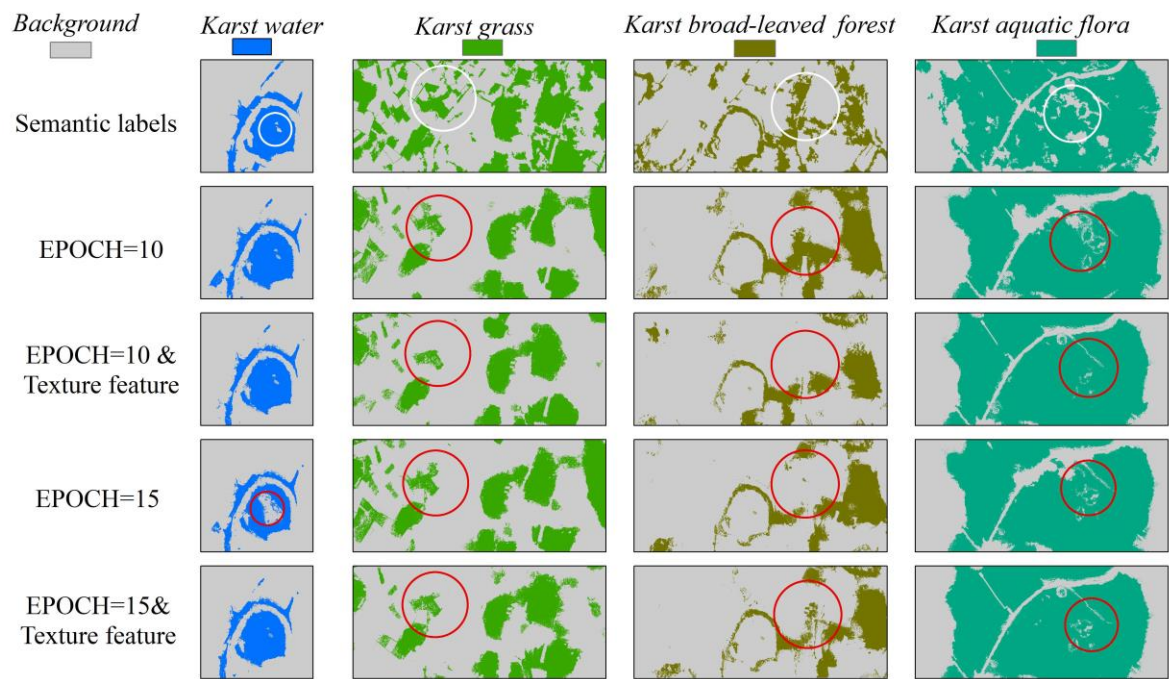 Background
Karst water
Karst grass
Karst broad-leaved forest
Karst aquatic flora
Semantic labels
EPOCH=10
EPOCH=10 &
Texture feature
EPOCH=15
EPOCH=15&
Texture feature